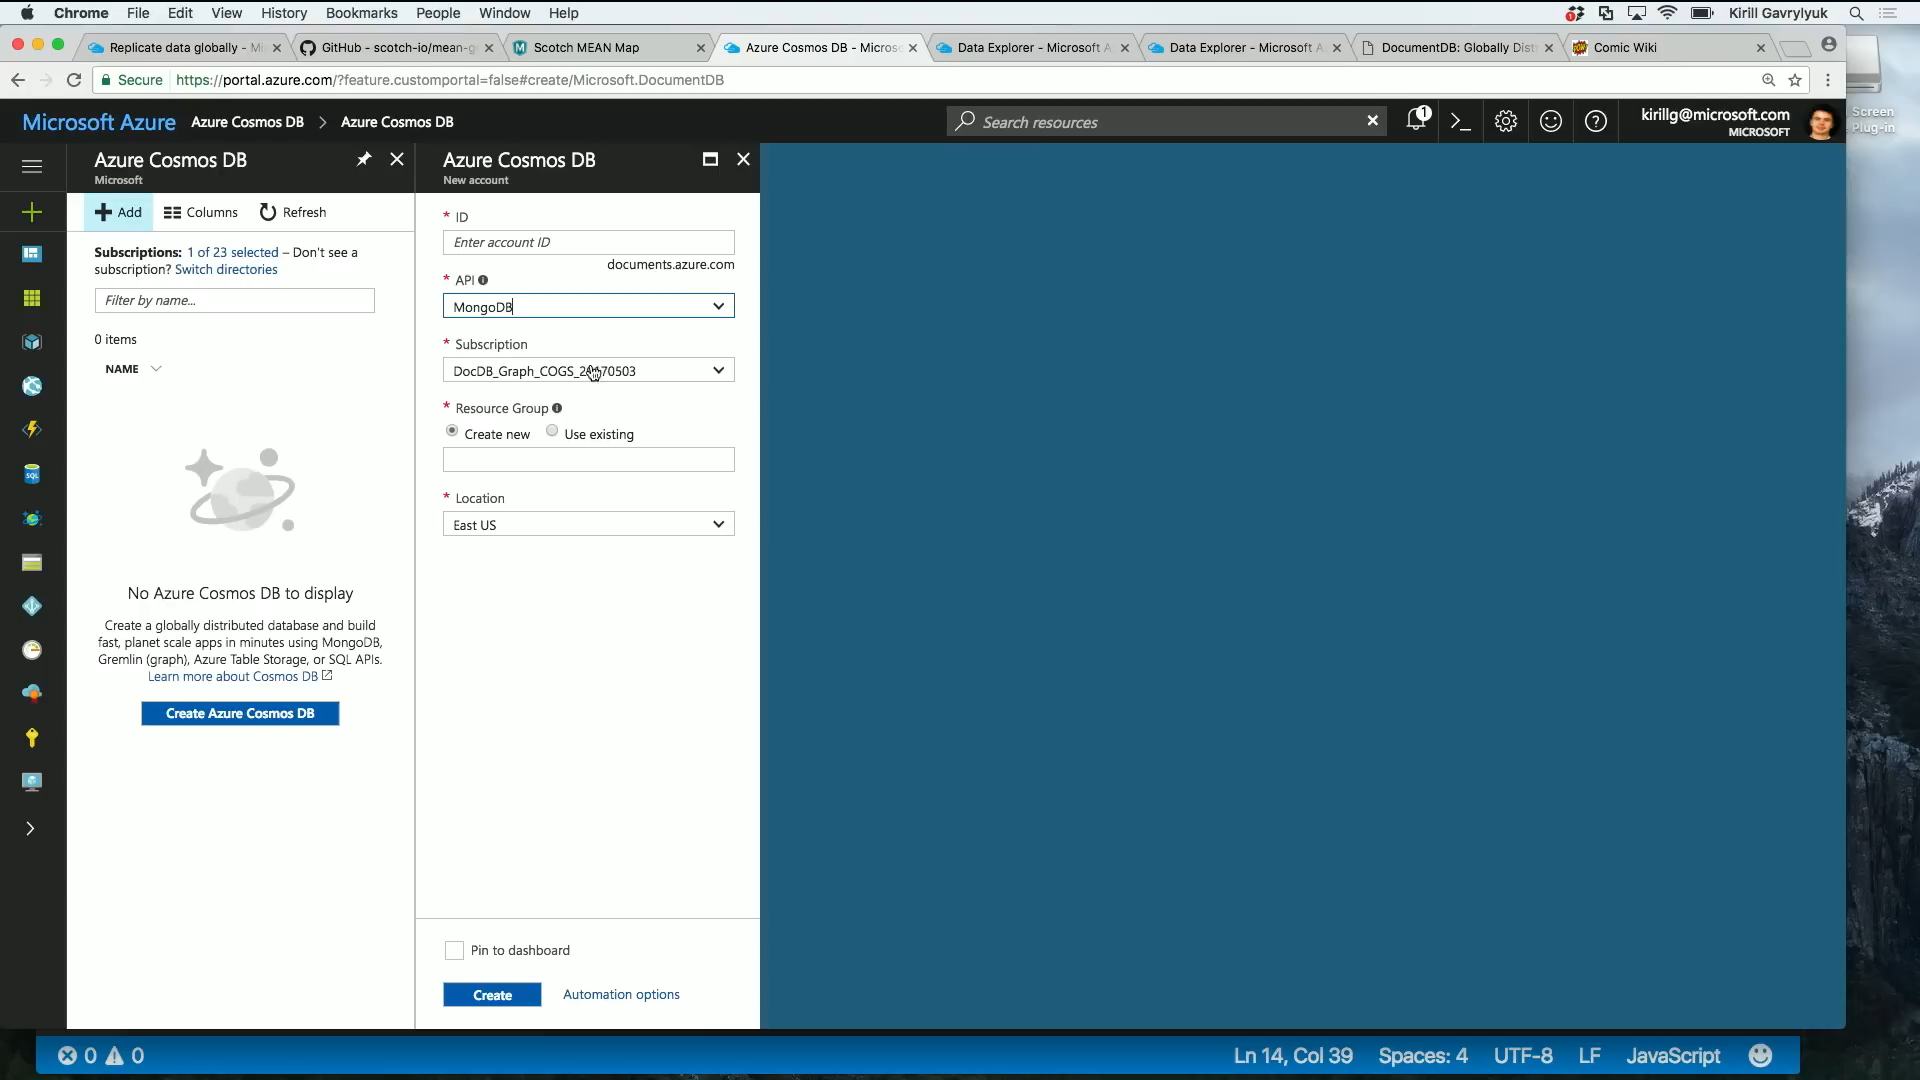 Chrome File Edit View History Bookmarks People Window Help Kirill Gavrylyuk
Replicate data globally - Mi GitHub - scotch-io/mean-g Scotch MEAN Map Azure Cosmos DB - Microso Data Explorer - Microsoft A Data Explorer - Microsoft A DocumentDB: Globally Dist Comic Wiki
Secure https://portal.azure.com/?feature.customportal=false#create/Microsoft.DocumentDB
Microsoft Azure Azure Cosmos DB > Azure Cosmos DB Search resources 1 kirillg@microsoft.com
MICROSOFT
Screen
Plug-in
Azure Cosmos DB
Microsoft
Add Columns Refresh
Subscriptions: 1 of 23 selected – Don't see a
subscription? Switch directories
Filter by name...
0 items
NAME
No Azure Cosmos DB to display
Create a globally distributed database and build
fast, planet scale apps in minutes using MongoDB,
Gremlin (graph), Azure Table Storage, or SQL APIs.
Learn more about Cosmos DB
Create Azure Cosmos DB
Azure Cosmos DB
New account
* ID
Enter account ID
documents.azure.com
* API
MongoDB
* Subscription
DocDB_Graph_COGS_20170503
* Resource Group
Create new Use existing
* Location
East US
Pin to dashboard
Create Automation options
0 0 Ln 14, Col 39 Spaces: 4 UTF-8 LF JavaScript